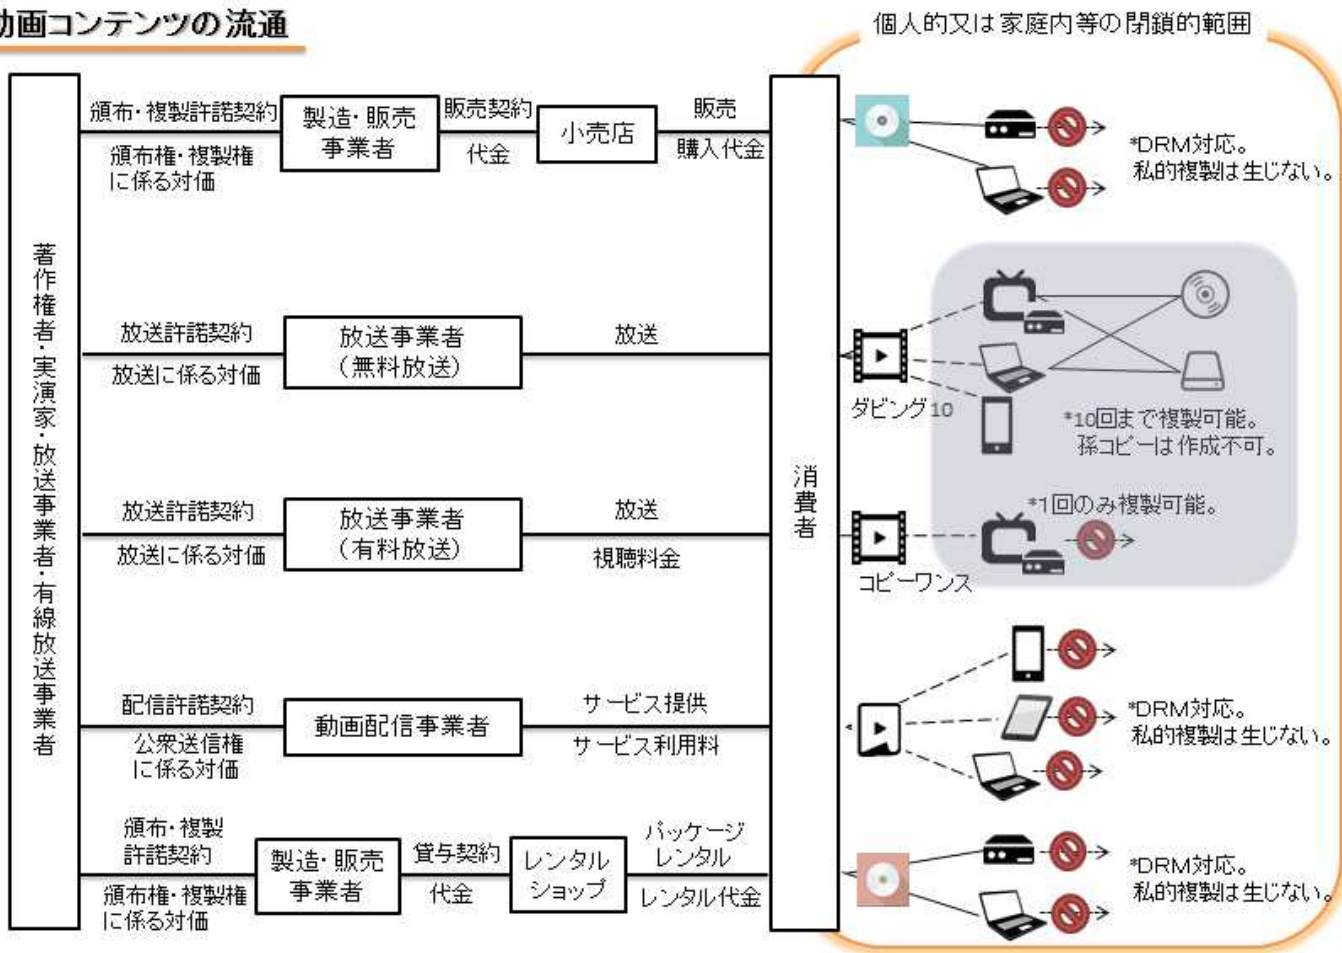 動画コンテンツの流通
個人的又は家庭内等の閉鎖的範囲
著作権者・実演家・放送事業者・有線放送事業者
頒布・複製許諾契約
頒布権・複製権
に係る対価
製造・販売
事業者
販売契約
代金
小売店
販売
購入代金
消費者
*DRM対応。
私的複製は生じない。
放送許諾契約
放送に係る対価
放送事業者
（無料放送）
放送
ダビング10
*10回まで複製可能。
孫コピーは作成不可。
放送許諾契約
放送に係る対価
放送事業者
（有料放送）
放送
視聴料金
コピーワンス
*1回のみ複製可能。
配信許諾契約
公衆送信権
に係る対価
動画配信事業者
サービス提供
サービス利用料
*DRM対応。
私的複製は生じない。
頒布・複製
許諾契約
頒布権・複製権
に係る対価
製造・販売
事業者
貸与契約
代金
レンタル
ショップ
パッケージ
レンタル
レンタル代金
*DRM対応。
私的複製は生じない。